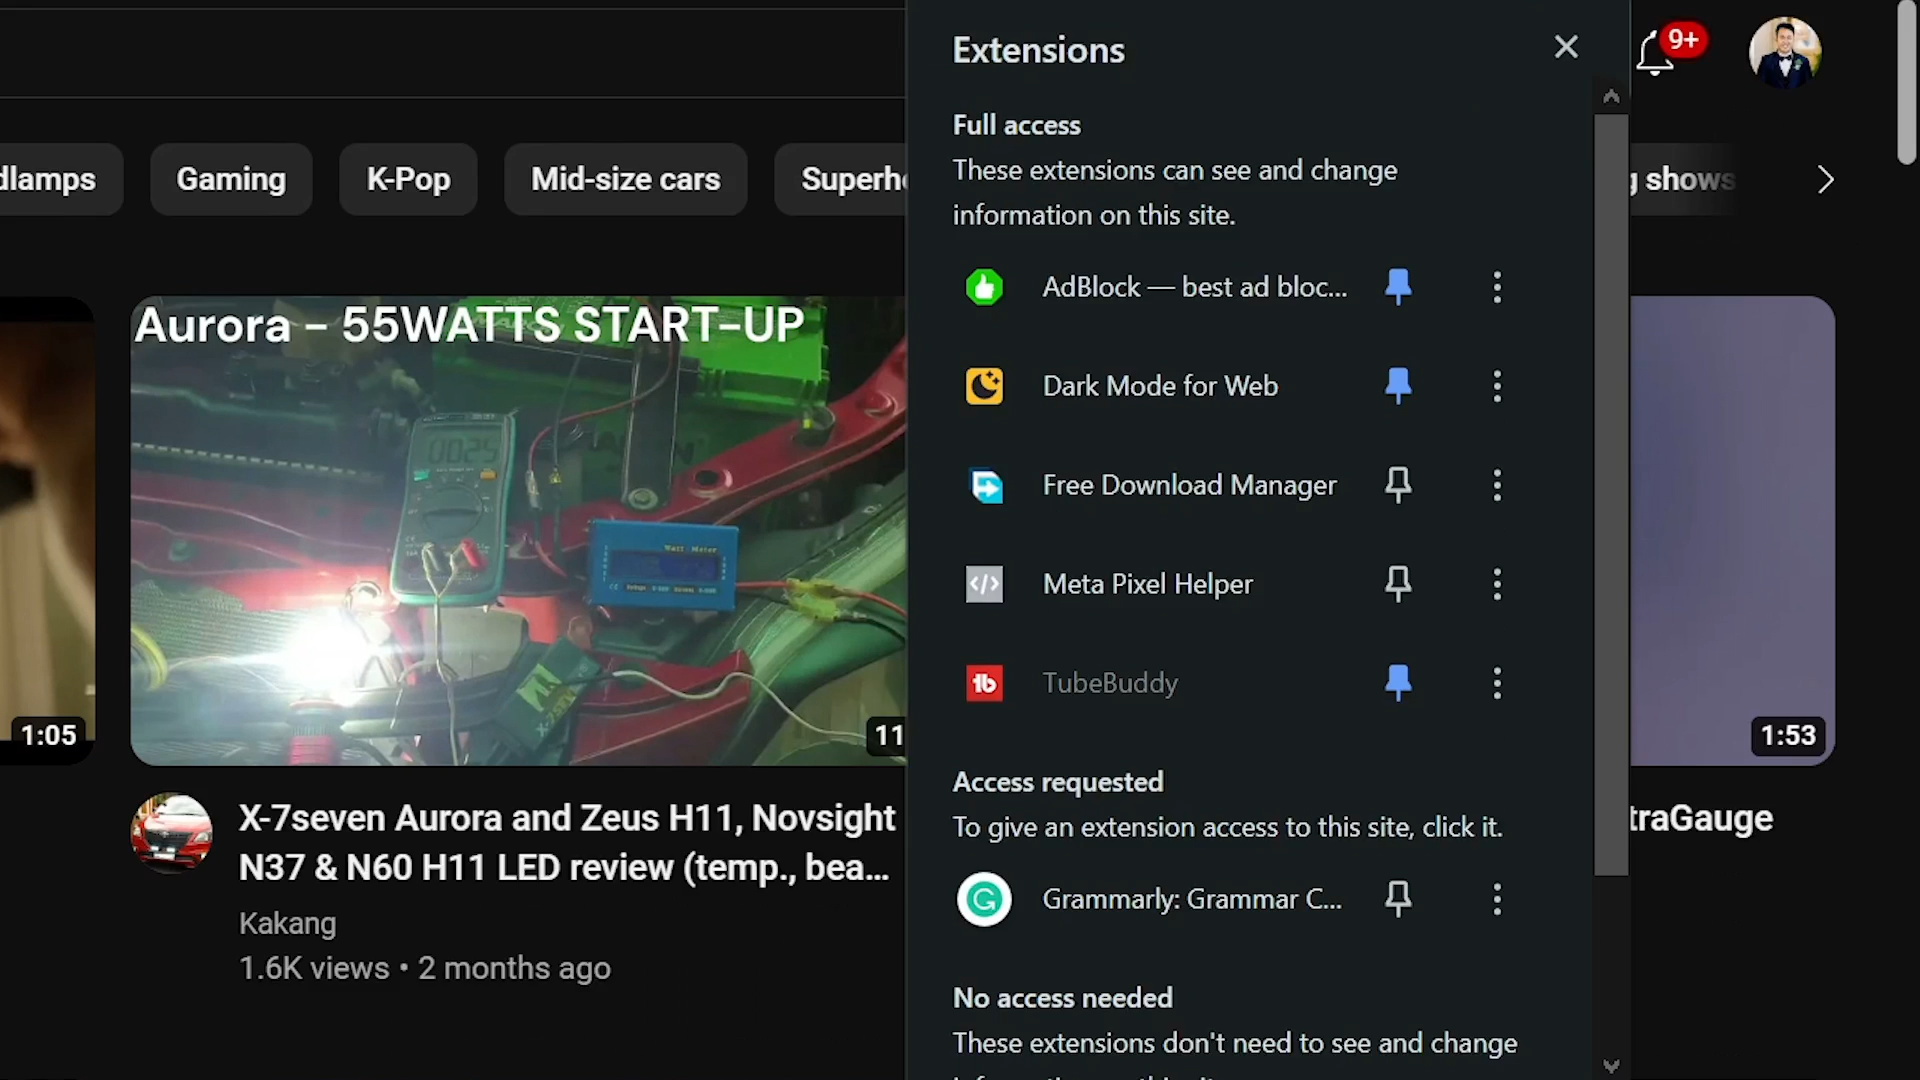 Extensions
9+
Full access
These extensions can see and change
information on this site.
dlamps
Gaming
K-Pop
Mid-size cars
Superh
shows
AdBlock — best ad bloc...
Dark Mode for Web
Free Download Manager
Meta Pixel Helper
TubeBuddy
Access requested
To give an extension access to this site, click it.
Grammarly: Grammar C...
No access needed
These extensions don't need to see and change
1:05
Aurora - 55WATTS START-UP
Watt Meter
11
X-7seven Aurora and Zeus H11, Novsight
N37 & N60 H11 LED review (temp., bea...
Kakang
1.6K views • 2 months ago
1:53
traGauge